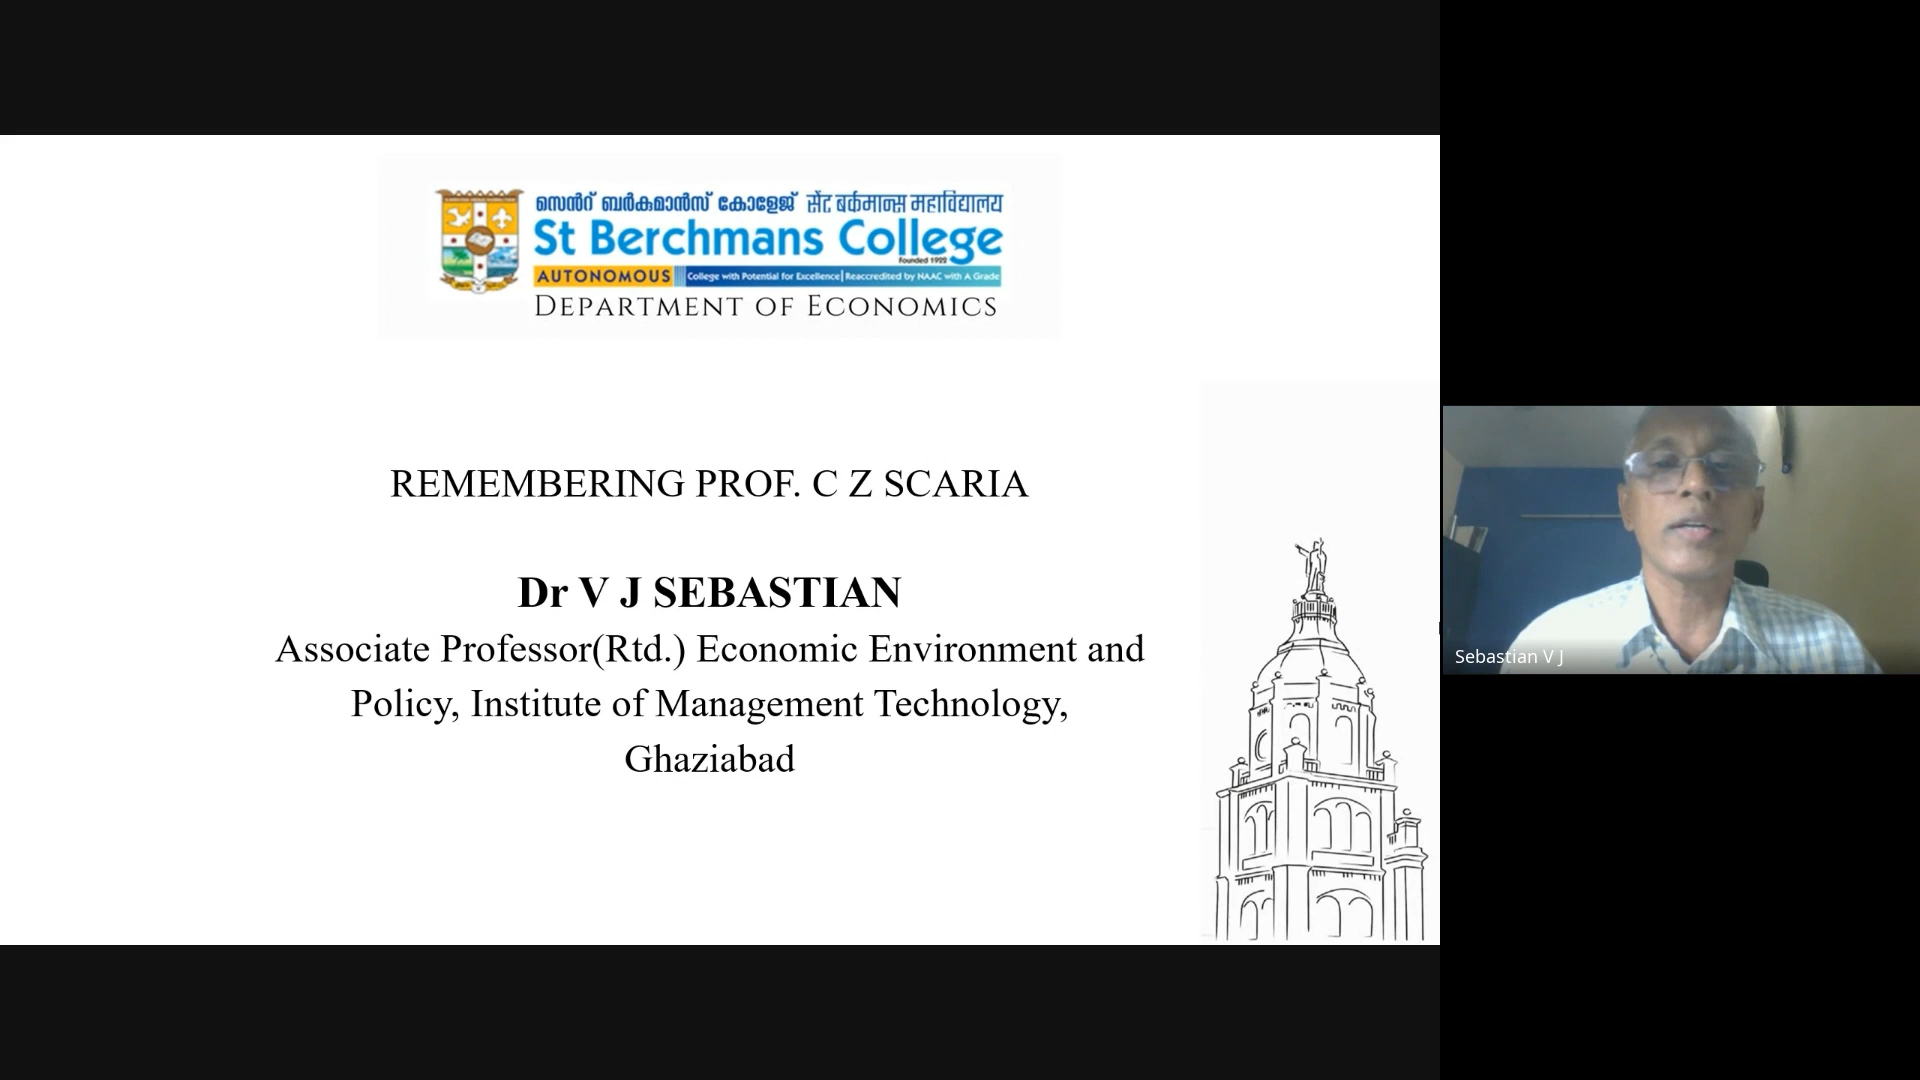 സെൻറ് ബർക്കുമാൻസ് കോളേജ് सेंट बर्कमान्स महाविद्यालय
St Berchmans College
Founded 1922
AUTONOMOUS College with Potential for Excellence| Reaccredited by NAAC with A Grade
DEPARTMENT OF ECONOMICS
REMEMBERING PROF. C Z SCARIA
Dr V J SEBASTIAN
Associate Professor(Rtd.) Economic Environment and
Policy, Institute of Management Technology,
Ghaziabad
Sebastian V J